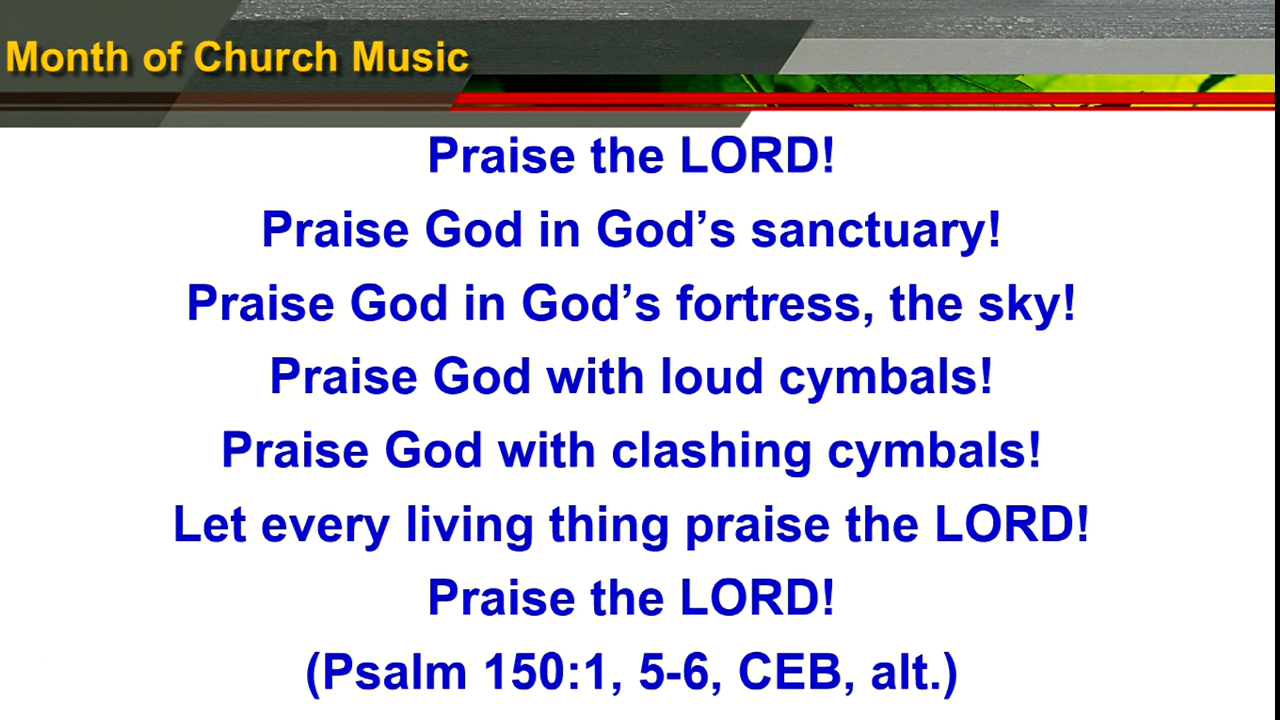 Month of Church Music
Praise the LORD!
Praise God in God’s sanctuary!
Praise God in God’s fortress, the sky!
Praise God with loud cymbals!
Praise God with clashing cymbals!
Let every living thing praise the LORD!
Praise the LORD!
(Psalm 150:1, 5-6, CEB, alt.)